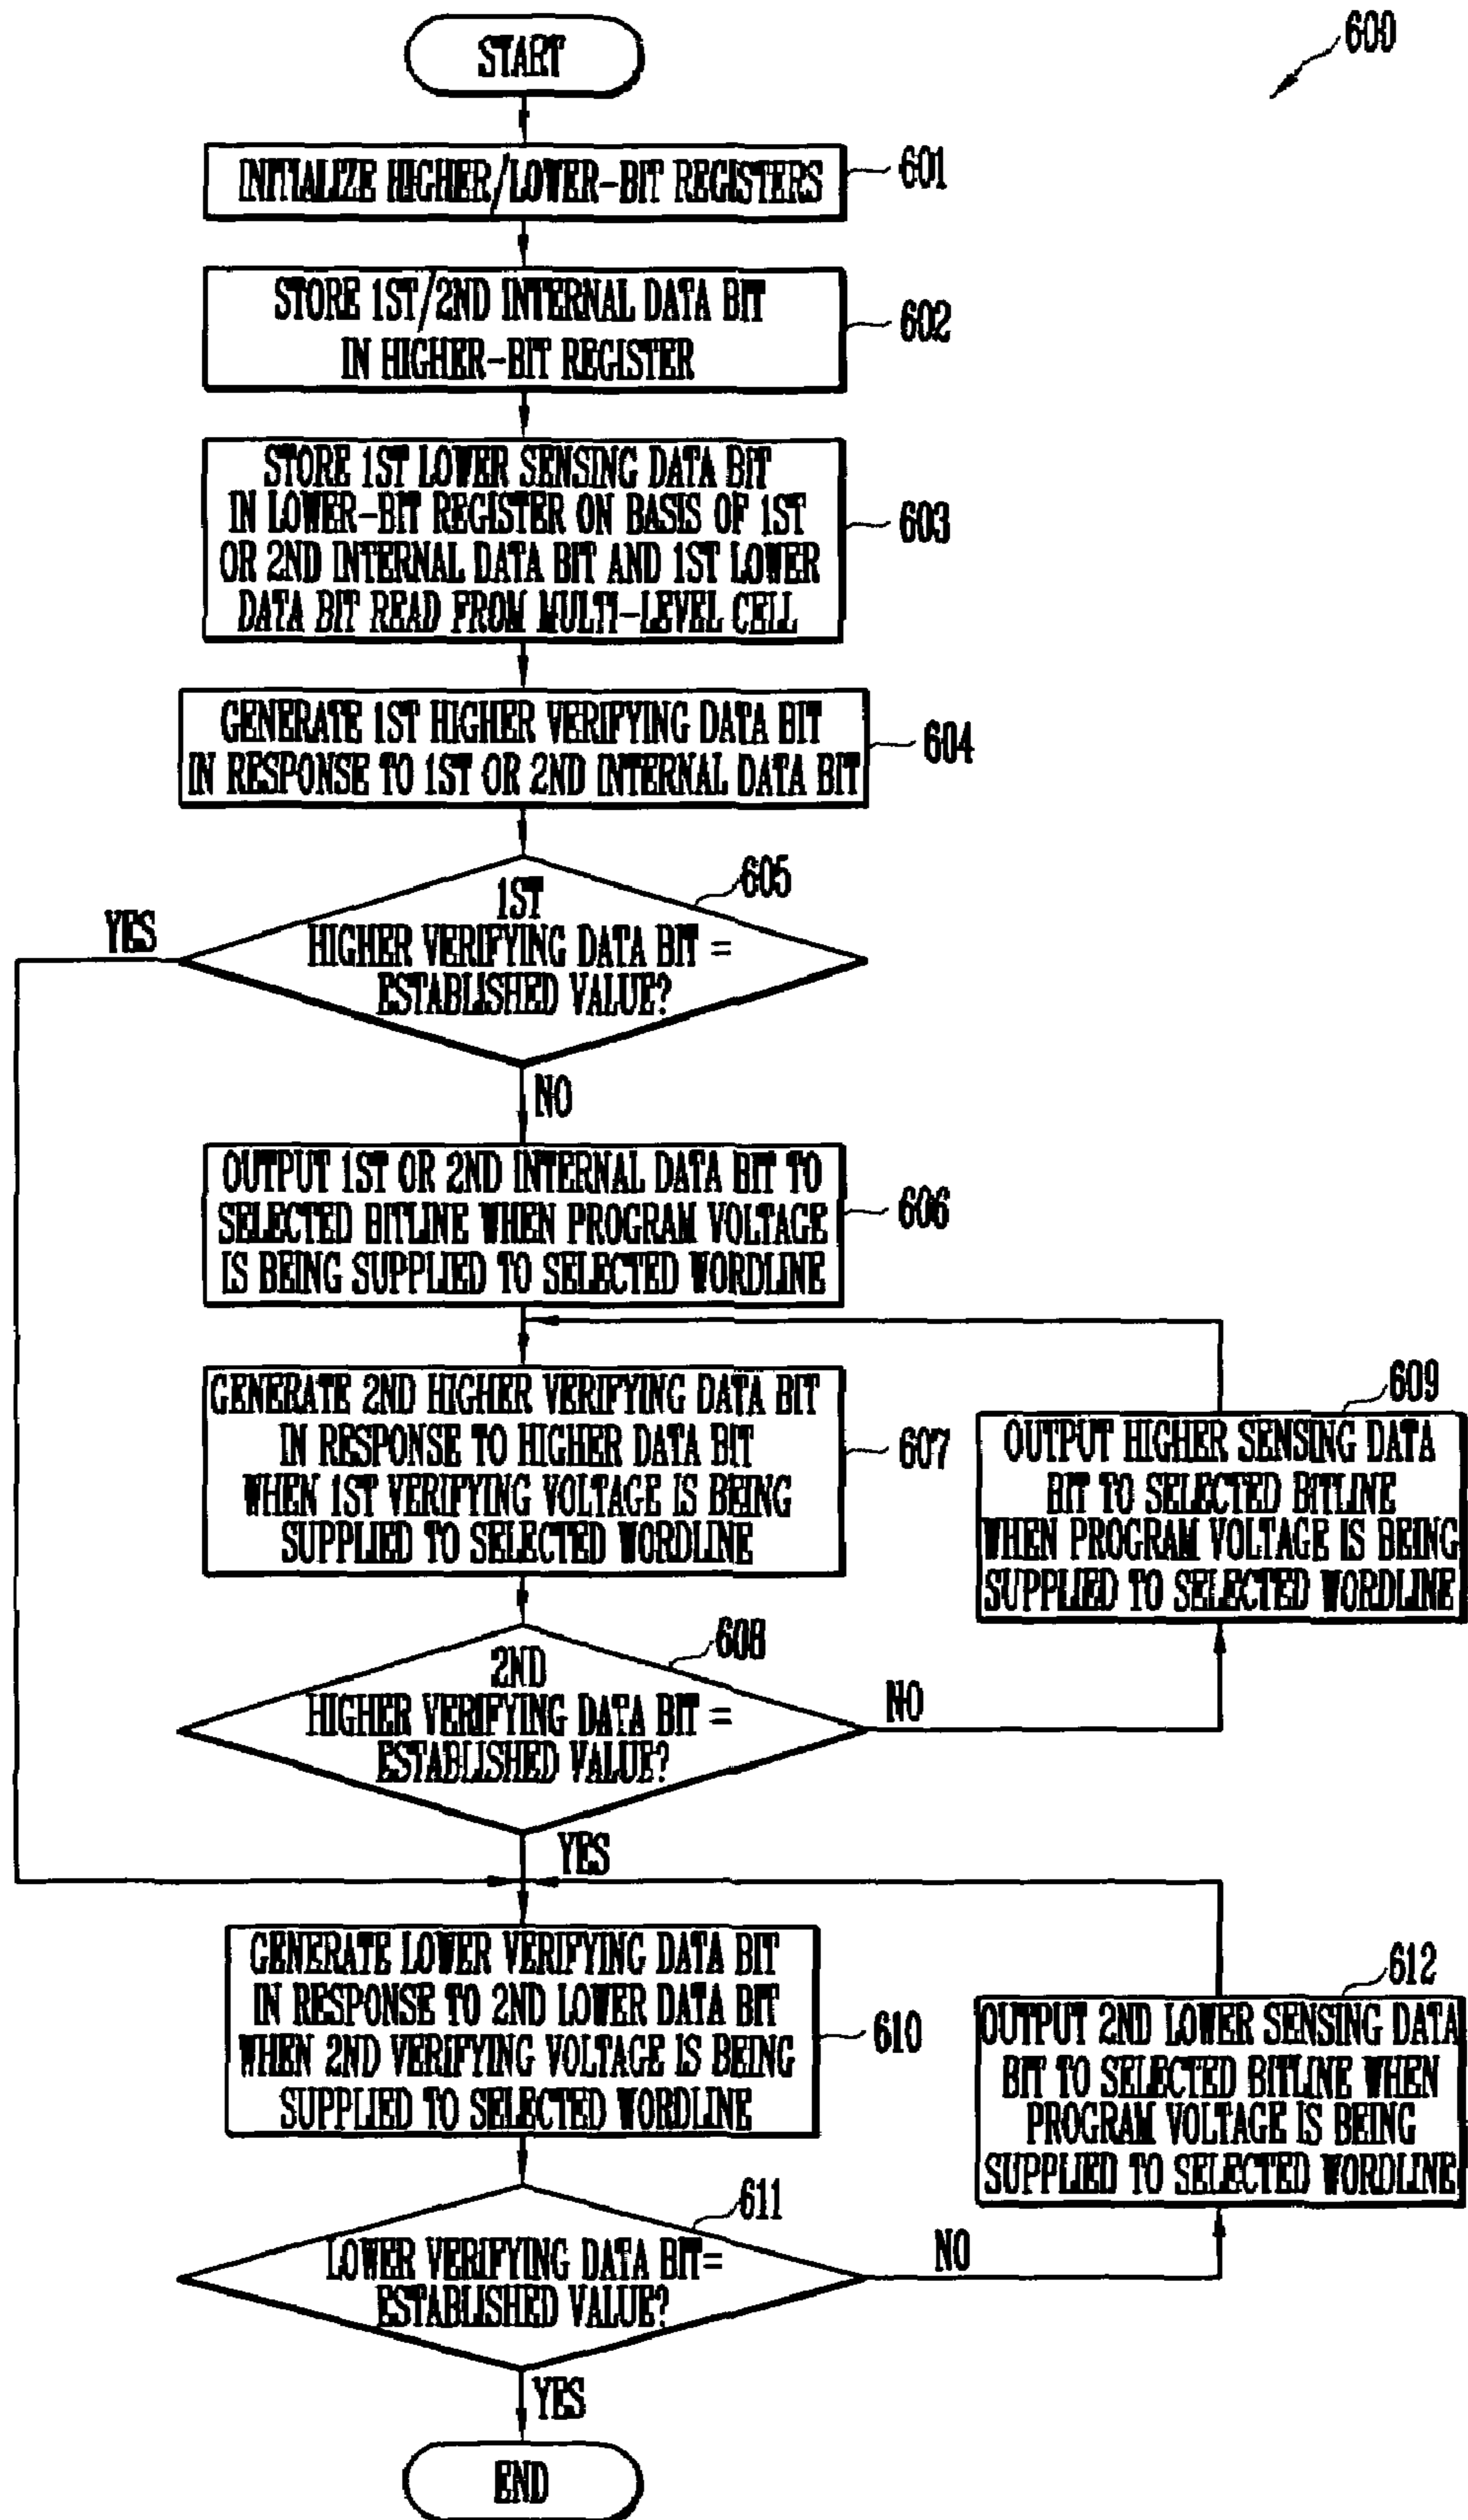 600
START
INITIALIZE HIGHER/LOWER-BIT REGISTERS
601
STORE 1ST/2ND INTERNAL DATA BIT
IN HIGHER-BIT REGISTER
602
STORE 1ST LOWER SENSING DATA BIT
IN LOWER-BIT REGISTER ON BASIS OF 1ST
OR 2ND INTERNAL DATA BIT AND 1ST LOWER
DATA BIT READ FROM MULTI-LEVEL CELL
603
GENERATE 1ST HIGHER VERIFYING DATA BIT
IN RESPONSE TO 1ST OR 2ND INTERNAL DATA BIT
604
605
YES
1ST
HIGHER VERIFYING DATA BIT =
ESTABLISHED VALUE?
NO
OUTPUT 1ST OR 2ND INTERNAL DATA BIT TO
SELECTED BITLINE WHEN PROGRAM VOLTAGE
IS BEING SUPPLIED TO SELECTED WORDLINE
606
GENERATE 2ND HIGHER VERIFYING DATA BIT
IN RESPONSE TO HIGHER DATA BIT
WHEN 1ST VERIFYING VOLTAGE IS BEING
SUPPLIED TO SELECTED WORDLINE
607
609
OUTPUT HIGHER SENSING DATA
BIT TO SELECTED BITLINE
WHEN PROGRAM VOLTAGE IS BEING
SUPPLIED TO SELECTED WORDLINE
608
2ND
HIGHER VERIFYING DATA BIT =
ESTABLISHED VALUE?
NO
YES
GENERATE LOWER VERIFYING DATA BIT
IN RESPONSE TO 2ND LOWER DATA BIT
WHEN 2ND VERIFYING VOLTAGE IS BEING
SUPPLIED TO SELECTED WORDLINE
610
612
OUTPUT 2ND LOWER SENSING DATA
BIT TO SELECTED BITLINE WHEN
PROGRAM VOLTAGE IS BEING
SUPPLIED TO SELECTED WORDLINE
611
LOWER VERIFYING DATA BIT=
ESTABLISHED VALUE?
NO
YES
END